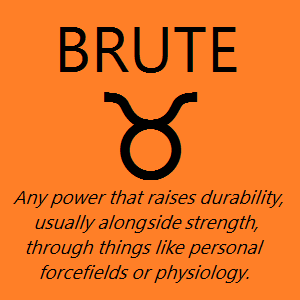 BRUTE
Any power that raises durability,
usually alongside strength,
through things like personal
forcefields or physiology.